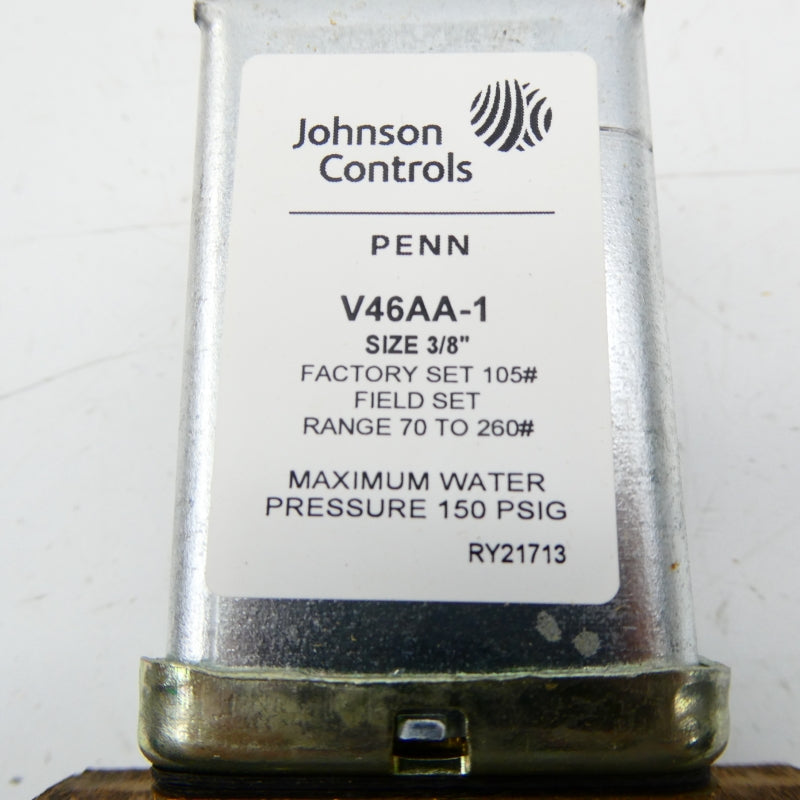 Johnson
Controls
PENN
V46AA-1
SIZE 3/8"
FACTORY SET 105#
FIELD SET
RANGE 70 TO 260#
MAXIMUM WATER
PRESSURE 150 PSIG
RY21713